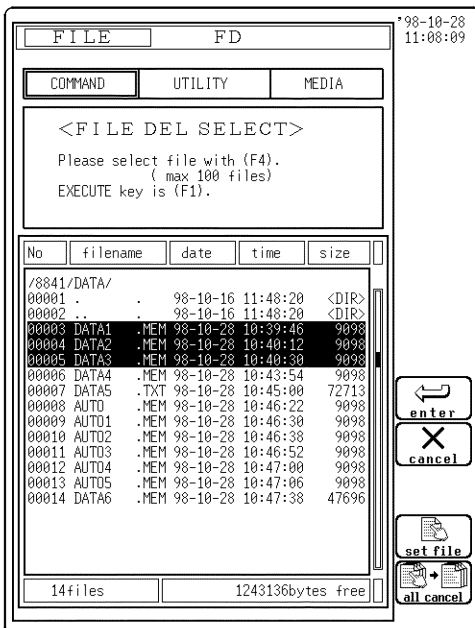 '98-10-28
11:08:09
FILE FD
COMMAND UTILITY MEDIA
<FILE DEL SELECT>
Please select file with (F4).
( max 100 files)
EXECUTE key is (F1).
No filename date time size
/8841/DATA/
00001 . . 98-10-16 11:48:20 <DIR>
00002 .. . 98-10-16 11:48:20 <DIR>
00003 DATA1 .MEM 98-10-28 10:39:46 9098
00004 DATA2 .MEM 98-10-28 10:40:12 9098
00005 DATA3 .MEM 98-10-28 10:40:30 9098
00006 DATA4 .MEM 98-10-28 10:43:54 9098
00007 DATA5 .TXT 98-10-28 10:45:00 72713
00008 AUTO .MEM 98-10-28 10:46:22 9098
00009 AUTO1 .MEM 98-10-28 10:46:30 9098
00010 AUTO2 .MEM 98-10-28 10:46:38 9098
00011 AUTO3 .MEM 98-10-28 10:46:52 9098
00012 AUTO4 .MEM 98-10-28 10:47:00 9098
00013 AUTO5 .MEM 98-10-28 10:47:06 9098
00014 DATA6 .MEM 98-10-28 10:47:38 47696
14files 1243136bytes free
enter
cancel
set file
all cancel